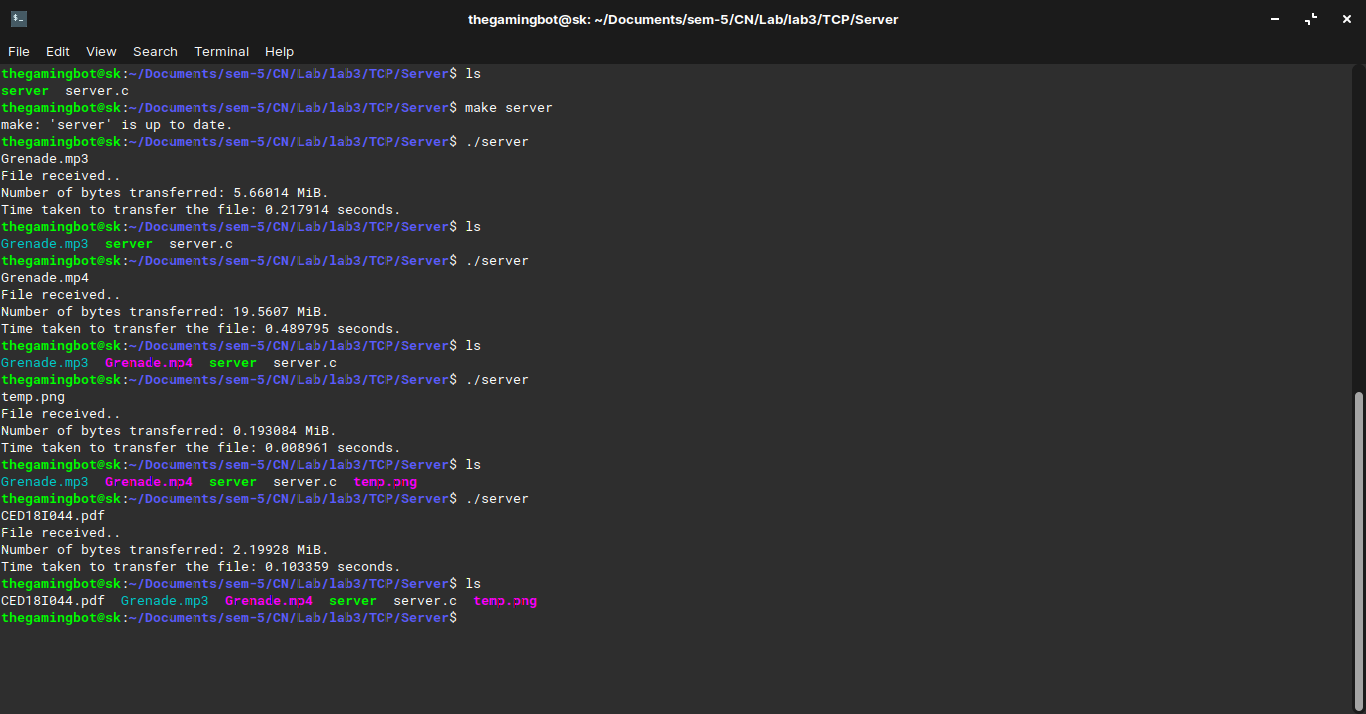 $_
thegamingbot@sk: ~/Documents/sem-5/CN/Lab/lab3/TCP/Server
File Edit View Search Terminal Help
thegamingbot@sk:~/Documents/sem-5/CN/Lab/lab3/TCP/Server$ ls
server  server.c
thegamingbot@sk:~/Documents/sem-5/CN/Lab/lab3/TCP/Server$ make server
make: 'server' is up to date.
thegamingbot@sk:~/Documents/sem-5/CN/Lab/lab3/TCP/Server$ ./server
Grenade.mp3
File received..
Number of bytes transferred: 5.66014 MiB.
Time taken to transfer the file: 0.217914 seconds.
thegamingbot@sk:~/Documents/sem-5/CN/Lab/lab3/TCP/Server$ ls
Grenade.mp3  server  server.c
thegamingbot@sk:~/Documents/sem-5/CN/Lab/lab3/TCP/Server$ ./server
Grenade.mp4
File received..
Number of bytes transferred: 19.5607 MiB.
Time taken to transfer the file: 0.489795 seconds.
thegamingbot@sk:~/Documents/sem-5/CN/Lab/lab3/TCP/Server$ ls
Grenade.mp3  Grenade.mp4  server  server.c
thegamingbot@sk:~/Documents/sem-5/CN/Lab/lab3/TCP/Server$ ./server
temp.png
File received..
Number of bytes transferred: 0.193084 MiB.
Time taken to transfer the file: 0.008961 seconds.
thegamingbot@sk:~/Documents/sem-5/CN/Lab/lab3/TCP/Server$ ls
Grenade.mp3  Grenade.mp4  server  server.c  temp.png
thegamingbot@sk:~/Documents/sem-5/CN/Lab/lab3/TCP/Server$ ./server
CED18I044.pdf
File received..
Number of bytes transferred: 2.19928 MiB.
Time taken to transfer the file: 0.103359 seconds.
thegamingbot@sk:~/Documents/sem-5/CN/Lab/lab3/TCP/Server$ ls
CED18I044.pdf  Grenade.mp3  Grenade.mp4  server  server.c  temp.png
thegamingbot@sk:~/Documents/sem-5/CN/Lab/lab3/TCP/Server$